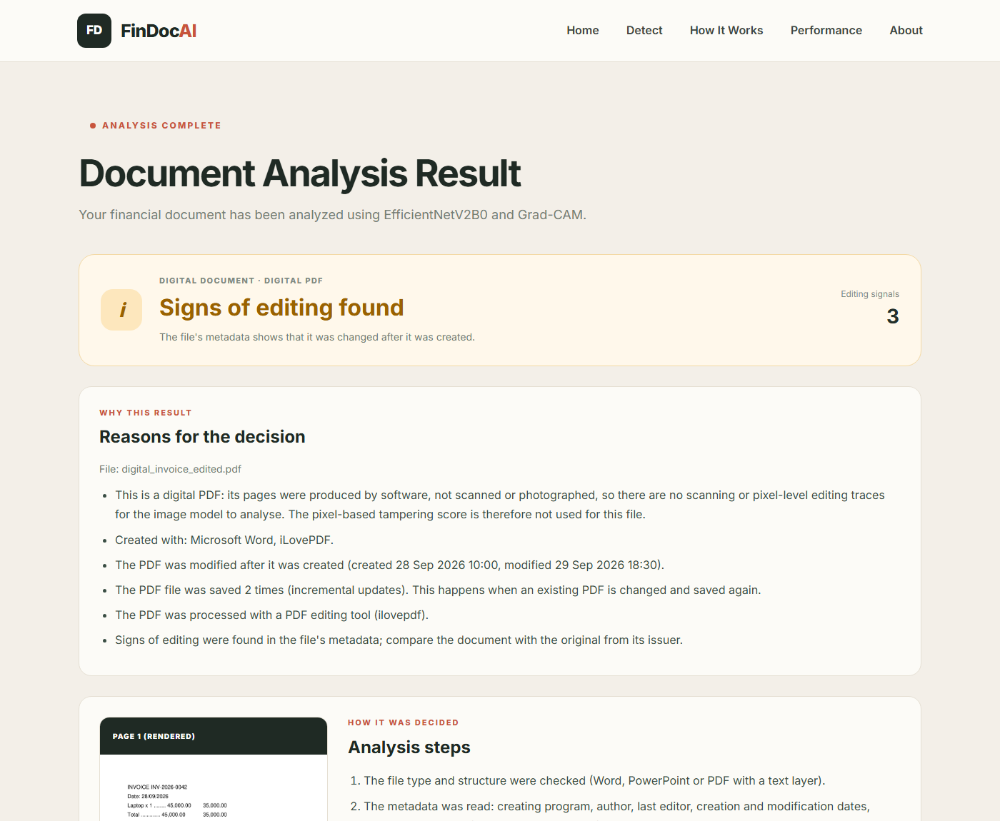 FD
FinDocAI
Home
Detect
How It Works
Performance
About
ANALYSIS COMPLETE
Document Analysis Result
Your financial document has been analyzed using EfficientNetV2B0 and Grad-CAM.
i
DIGITAL DOCUMENT · DIGITAL PDF
Signs of editing found
The file's metadata shows that it was changed after it was created.
Editing signals
3
WHY THIS RESULT
Reasons for the decision
File: digital_invoice_edited.pdf
• This is a digital PDF: its pages were produced by software, not scanned or photographed, so there are no scanning or pixel-level editing traces
for the image model to analyse. The pixel-based tampering score is therefore not used for this file.
• Created with: Microsoft Word, iLovePDF.
• The PDF was modified after it was created (created 28 Sep 2026 10:00, modified 29 Sep 2026 18:30).
• The PDF file was saved 2 times (incremental updates). This happens when an existing PDF is changed and saved again.
• The PDF was processed with a PDF editing tool (ilovepdf).
• Signs of editing were found in the file's metadata; compare the document with the original from its issuer.
PAGE 1 (RENDERED)
INVOICE INV-2026-0042
Date: 28/09/2026
Laptop x 1 ........ 45,000.00 35,000.00
Total ............. 45,000.00 35,000.00
HOW IT WAS DECIDED
Analysis steps
1. The file type and structure were checked (Word, PowerPoint or PDF with a text layer).
2. The metadata was read: creating program, author, last editor, creation and modification dates,